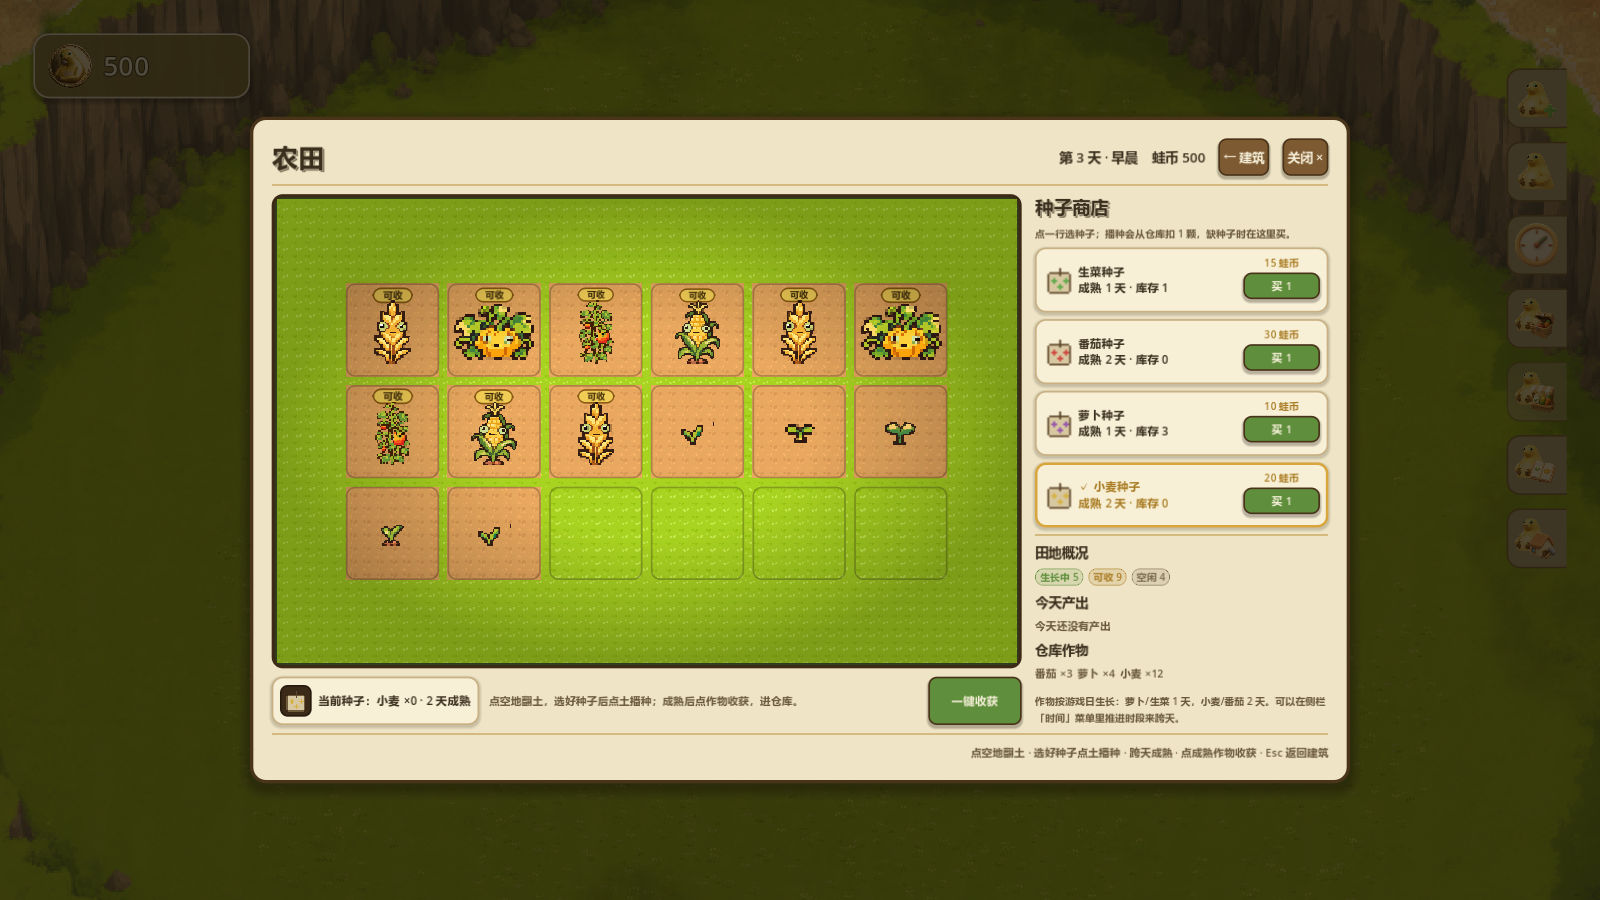 500
农田
第 3 天 · 早晨 蛙币 500
← 建筑
关闭 ×
可收
可收
可收
可收
可收
可收
可收
可收
可收
种子商店
点一行选种子；播种会从仓库扣 1 颗，缺种子时在这里买。
生菜种子
成熟 1 天 · 库存 1
15 蛙币
买 1
番茄种子
成熟 2 天 · 库存 0
30 蛙币
买 1
萝卜种子
成熟 1 天 · 库存 3
10 蛙币
买 1
✓ 小麦种子
成熟 2 天 · 库存 0
20 蛙币
买 1
田地概况
生长中 5
可收 9
空闲 4
今天产出
今天还没有产出
仓库作物
番茄 ×3 萝卜 ×4 小麦 ×12
作物按游戏日生长：萝卜/生菜 1 天，小麦/番茄 2 天。可以在侧栏
「时间」菜单里推进时段来跨天。
当前种子：小麦 ×0 · 2 天成熟
点空地翻土，选好种子后点土播种；成熟后点作物收获，进仓库。
一键收获
点空地翻土 · 选好种子点土播种 · 跨天成熟 · 点成熟作物收获 · Esc 返回建筑